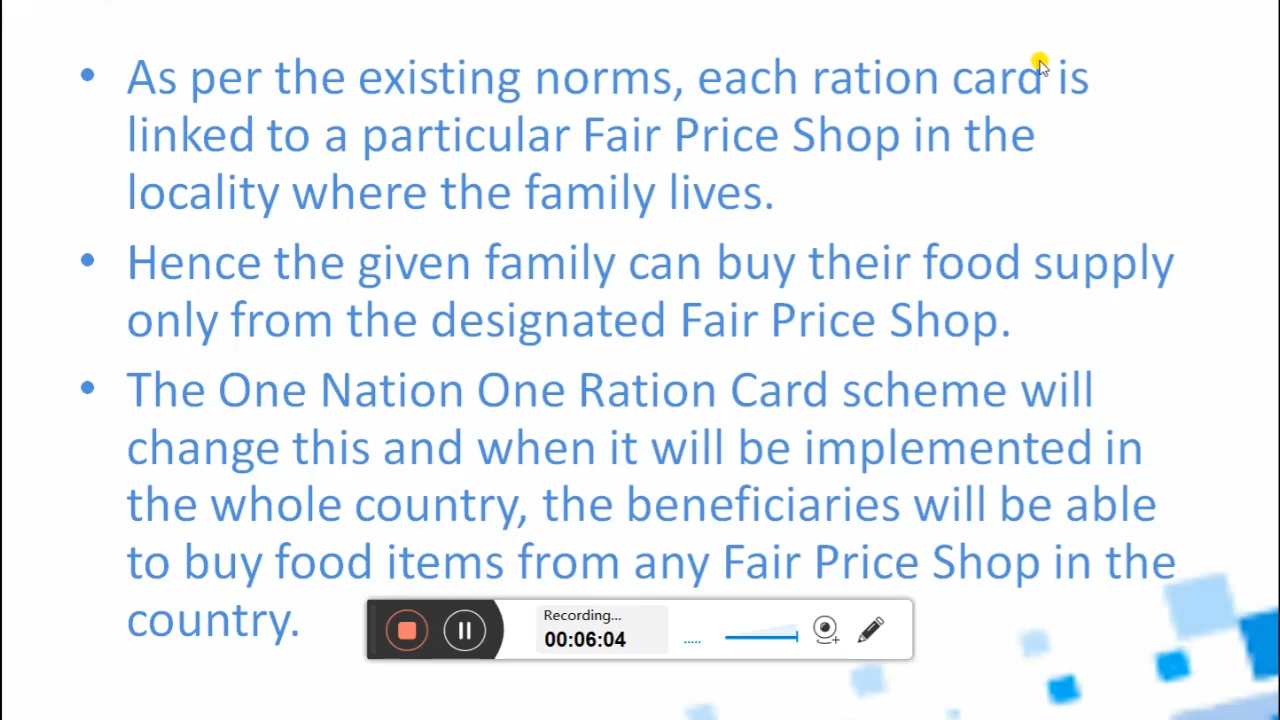 • As per the existing norms, each ration card is
linked to a particular Fair Price Shop in the
locality where the family lives.
• Hence the given family can buy their food supply
only from the designated Fair Price Shop.
• The One Nation One Ration Card scheme will
change this and when it will be implemented in
the whole country, the beneficiaries will be able
to buy food items from any Fair Price Shop in the
country.
Recording...
00:06:04